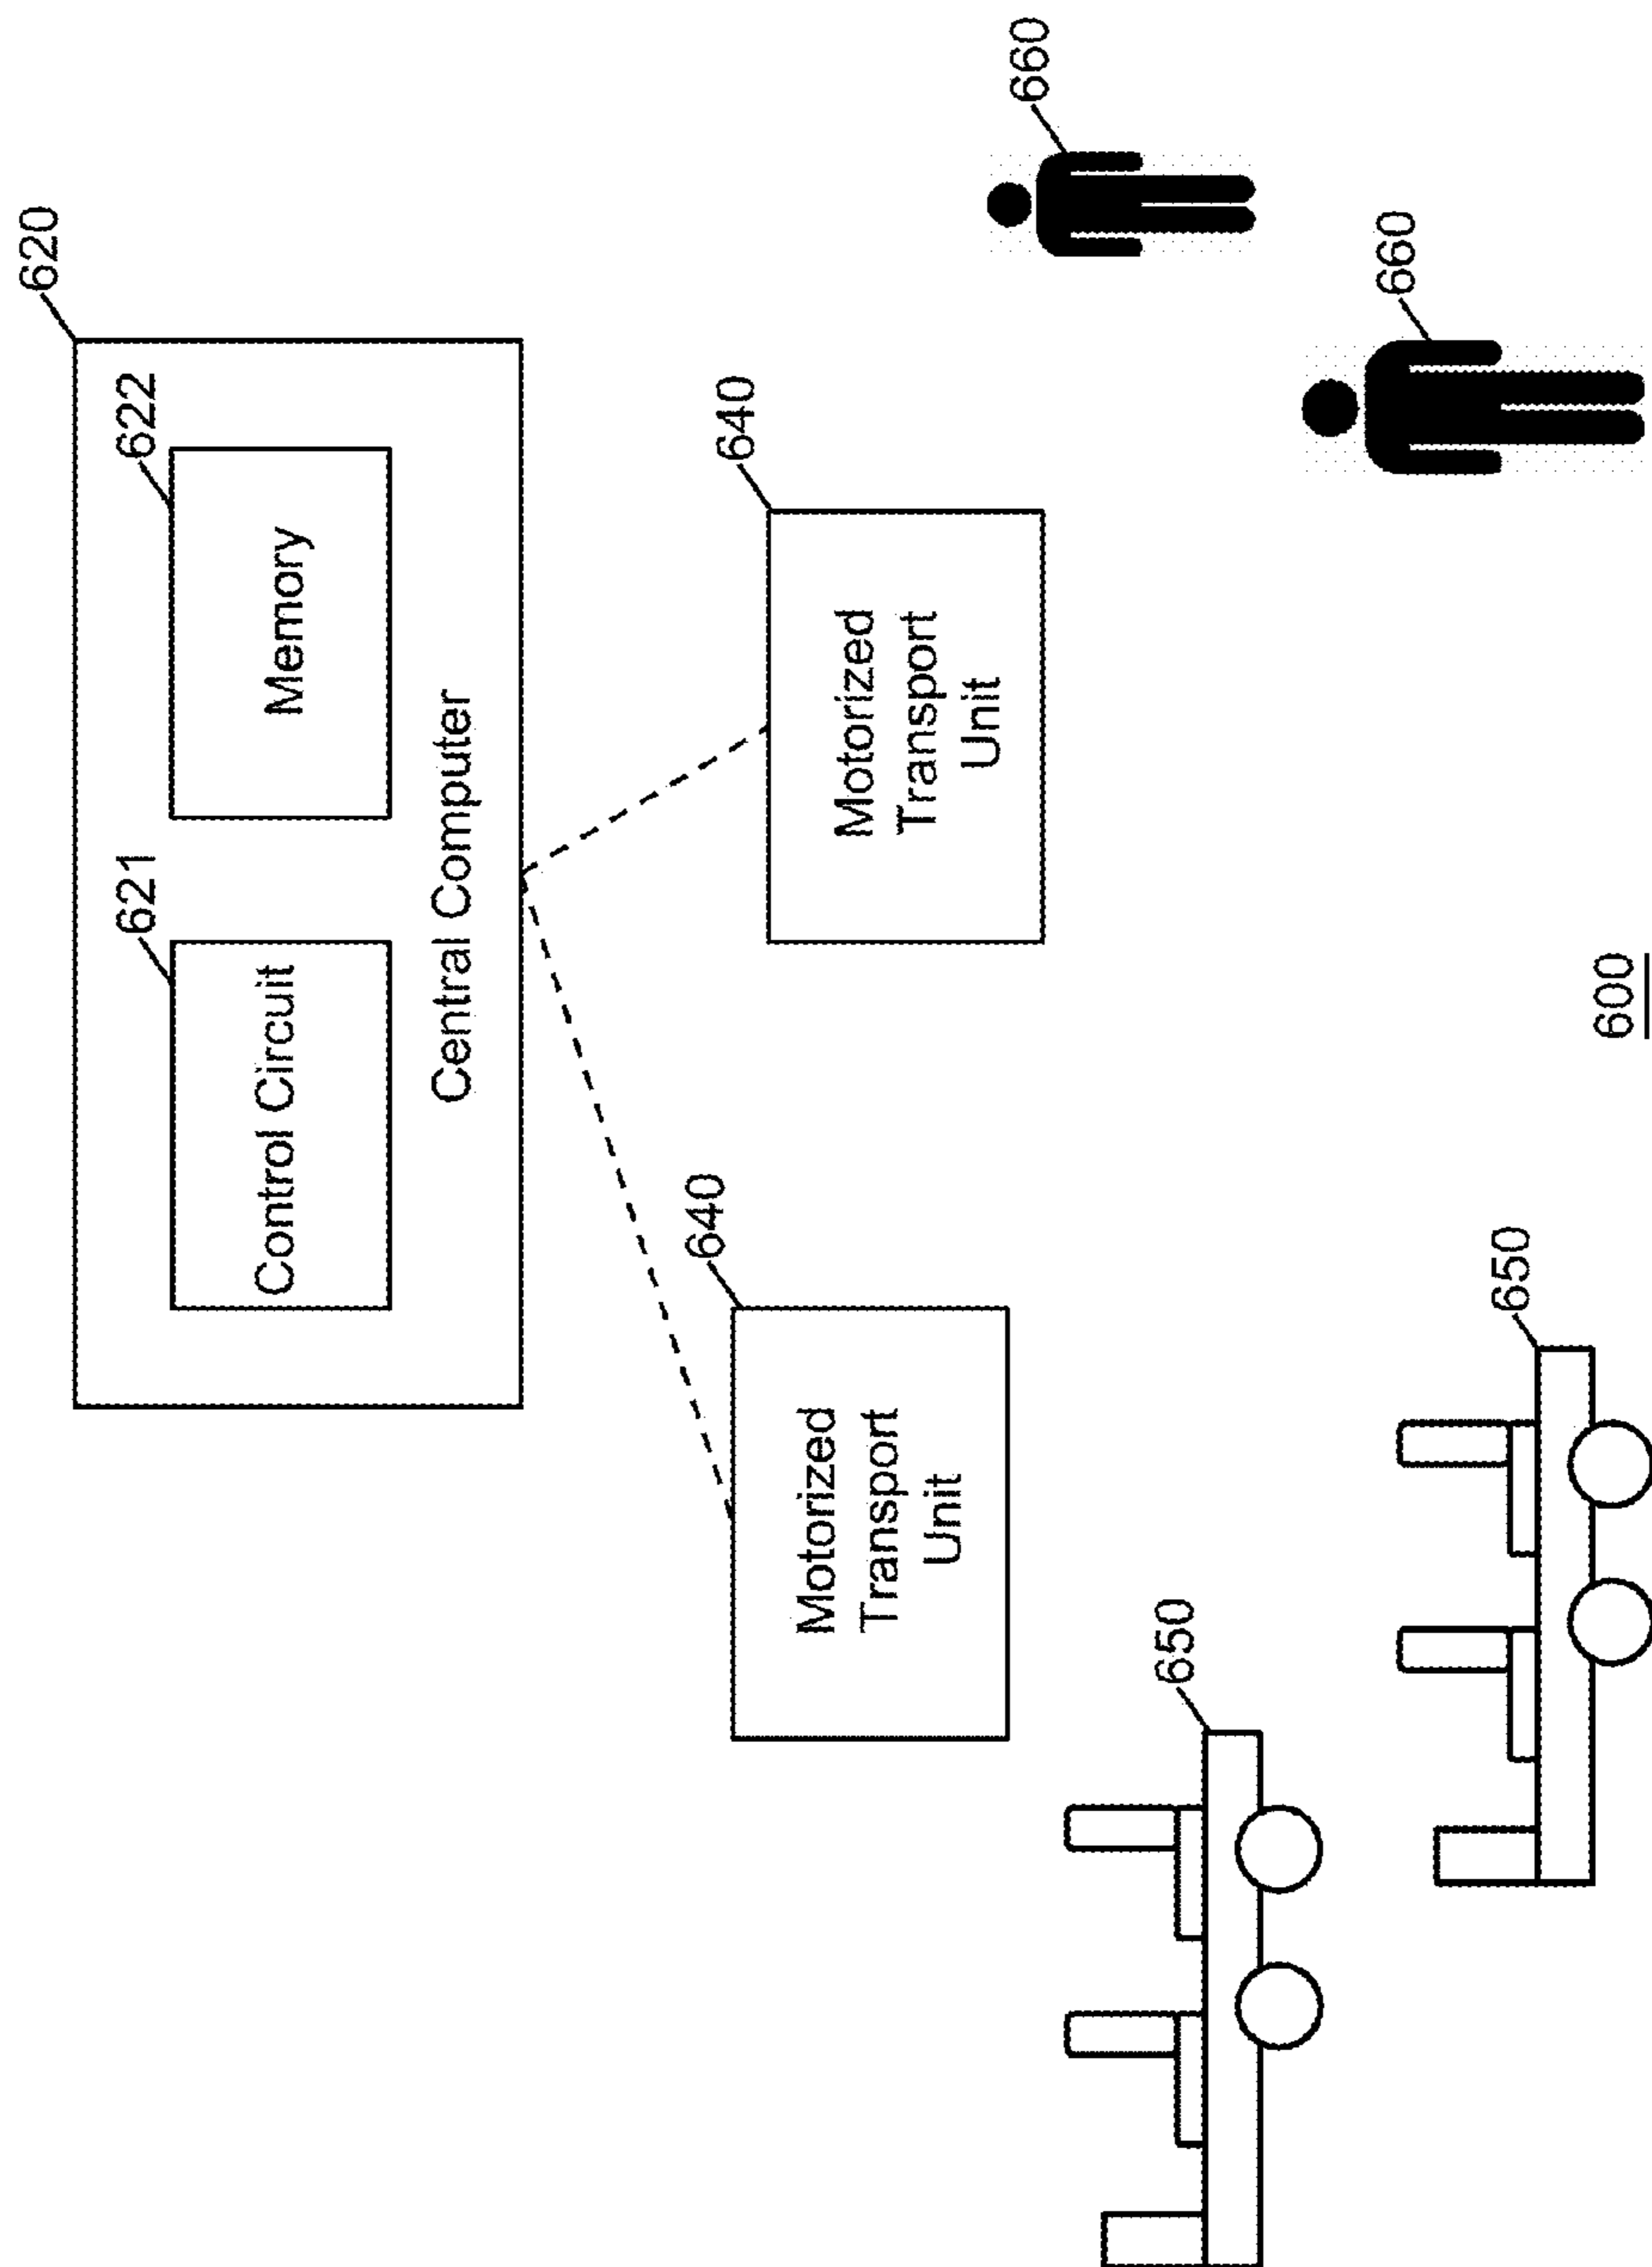 620
621
622
Control Circuit
Memory
Central Computer
640
640
Motorized
Transport
Unit
Motorized
Transport
Unit
650
650
660
660
600